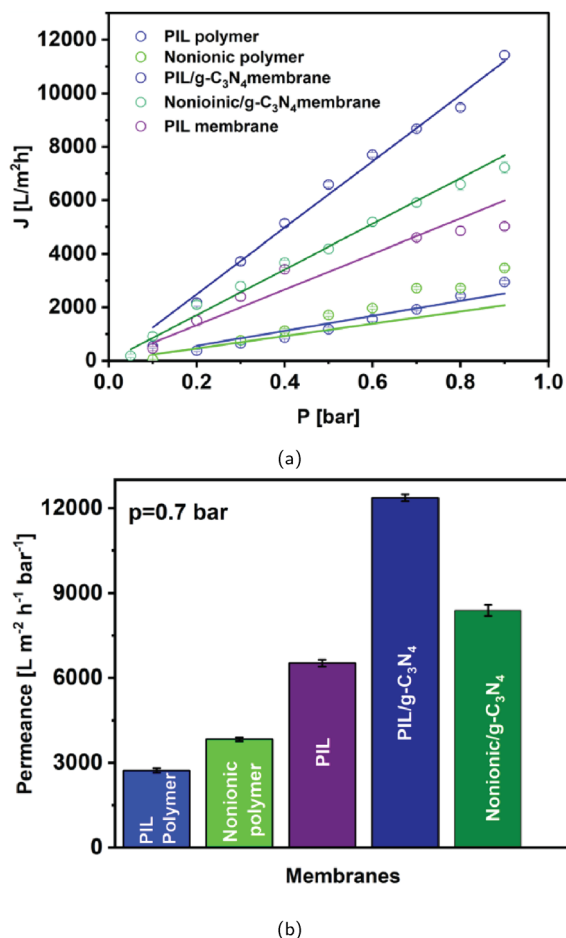 (a)
12000
10000
8000
6000
4000
2000
0
J [L/m²h]
PIL polymer
Nonionic polymer
PIL/g-C₃N₄membrane
Nonioinic/g-C₃N₄membrane
PIL membrane
0.0 0.2 0.4 0.6 0.8 1.0
P [bar]
(a)
12000
9000
6000
3000
0
Permeance [L m⁻² h⁻¹ bar⁻¹]
p=0.7 bar
PIL
Polymer
Nonionic
polymer
PIL
PIL/g-C₃N₄
Nonionic/g-C₃N₄
Membranes
(b)